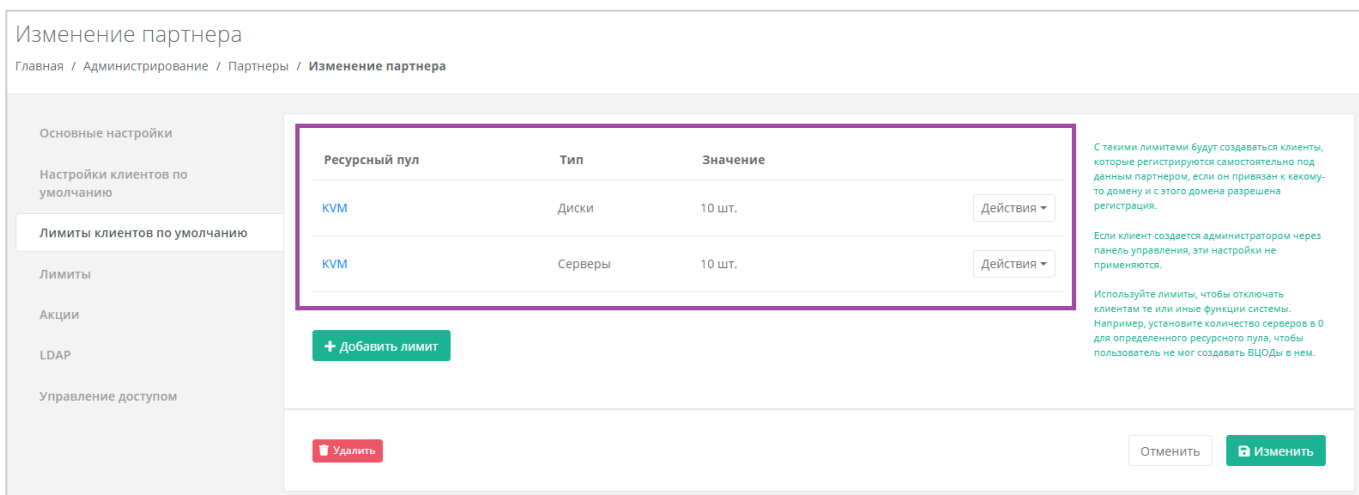 Изменение партнера
Главная / Администрирование / Партнеры / Изменение партнера
Основные настройки
Настройки клиентов по
умолчанию
Лимиты клиентов по умолчанию
Лимиты
Акции
LDAP
Управление доступом
Ресурсный пул Тип Значение
KVM Диски 10 шт. Действия
KVM Серверы 10 шт. Действия
+ Добавить лимит
С такими лимитами будут создаваться клиенты,
которые регистрируются самостоятельно под
данным партнером, если он привязан к какому-
то домену и с этого домена разрешена
регистрация.
Если клиент создается администратором через
панель управления, эти настройки не
применяются.
Используйте лимиты, чтобы отключать
клиентам те или иные функции системы.
Например, установите количество серверов в 0
для определенного ресурсного пула, чтобы
пользователь не мог создавать ВЦОДы в нем.
Удалить
Отменить
Изменить